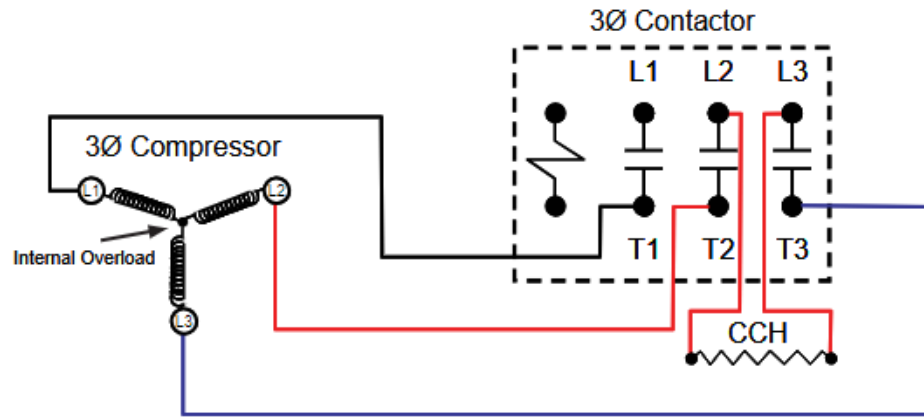 3Ø Contactor
L1 L2 L3
3Ø Compressor
L1 L2
Internal Overload
T1 T2 T3
L3
CCH